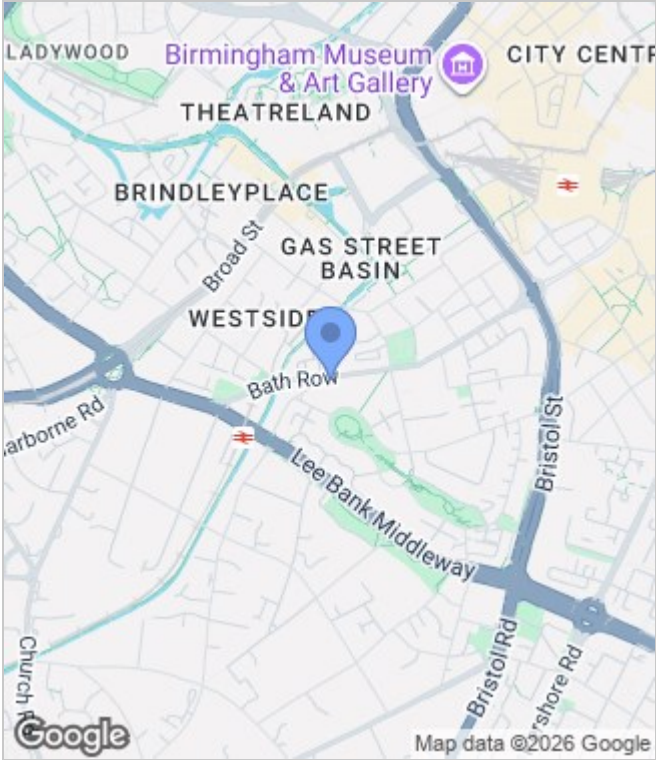 LADYWOOD
Birmingham Museum
& Art Gallery
CITY CENTR
THEATRELAND
BRINDLEYPLACE
Broad St
GAS STREET
BASIN
WESTSIDE
Bath Row
arborne Rd
Bristol St
Lee Bank Middleway
Church R
Bristol Rd
ershore Rd
Google
Map data ©2026 Google